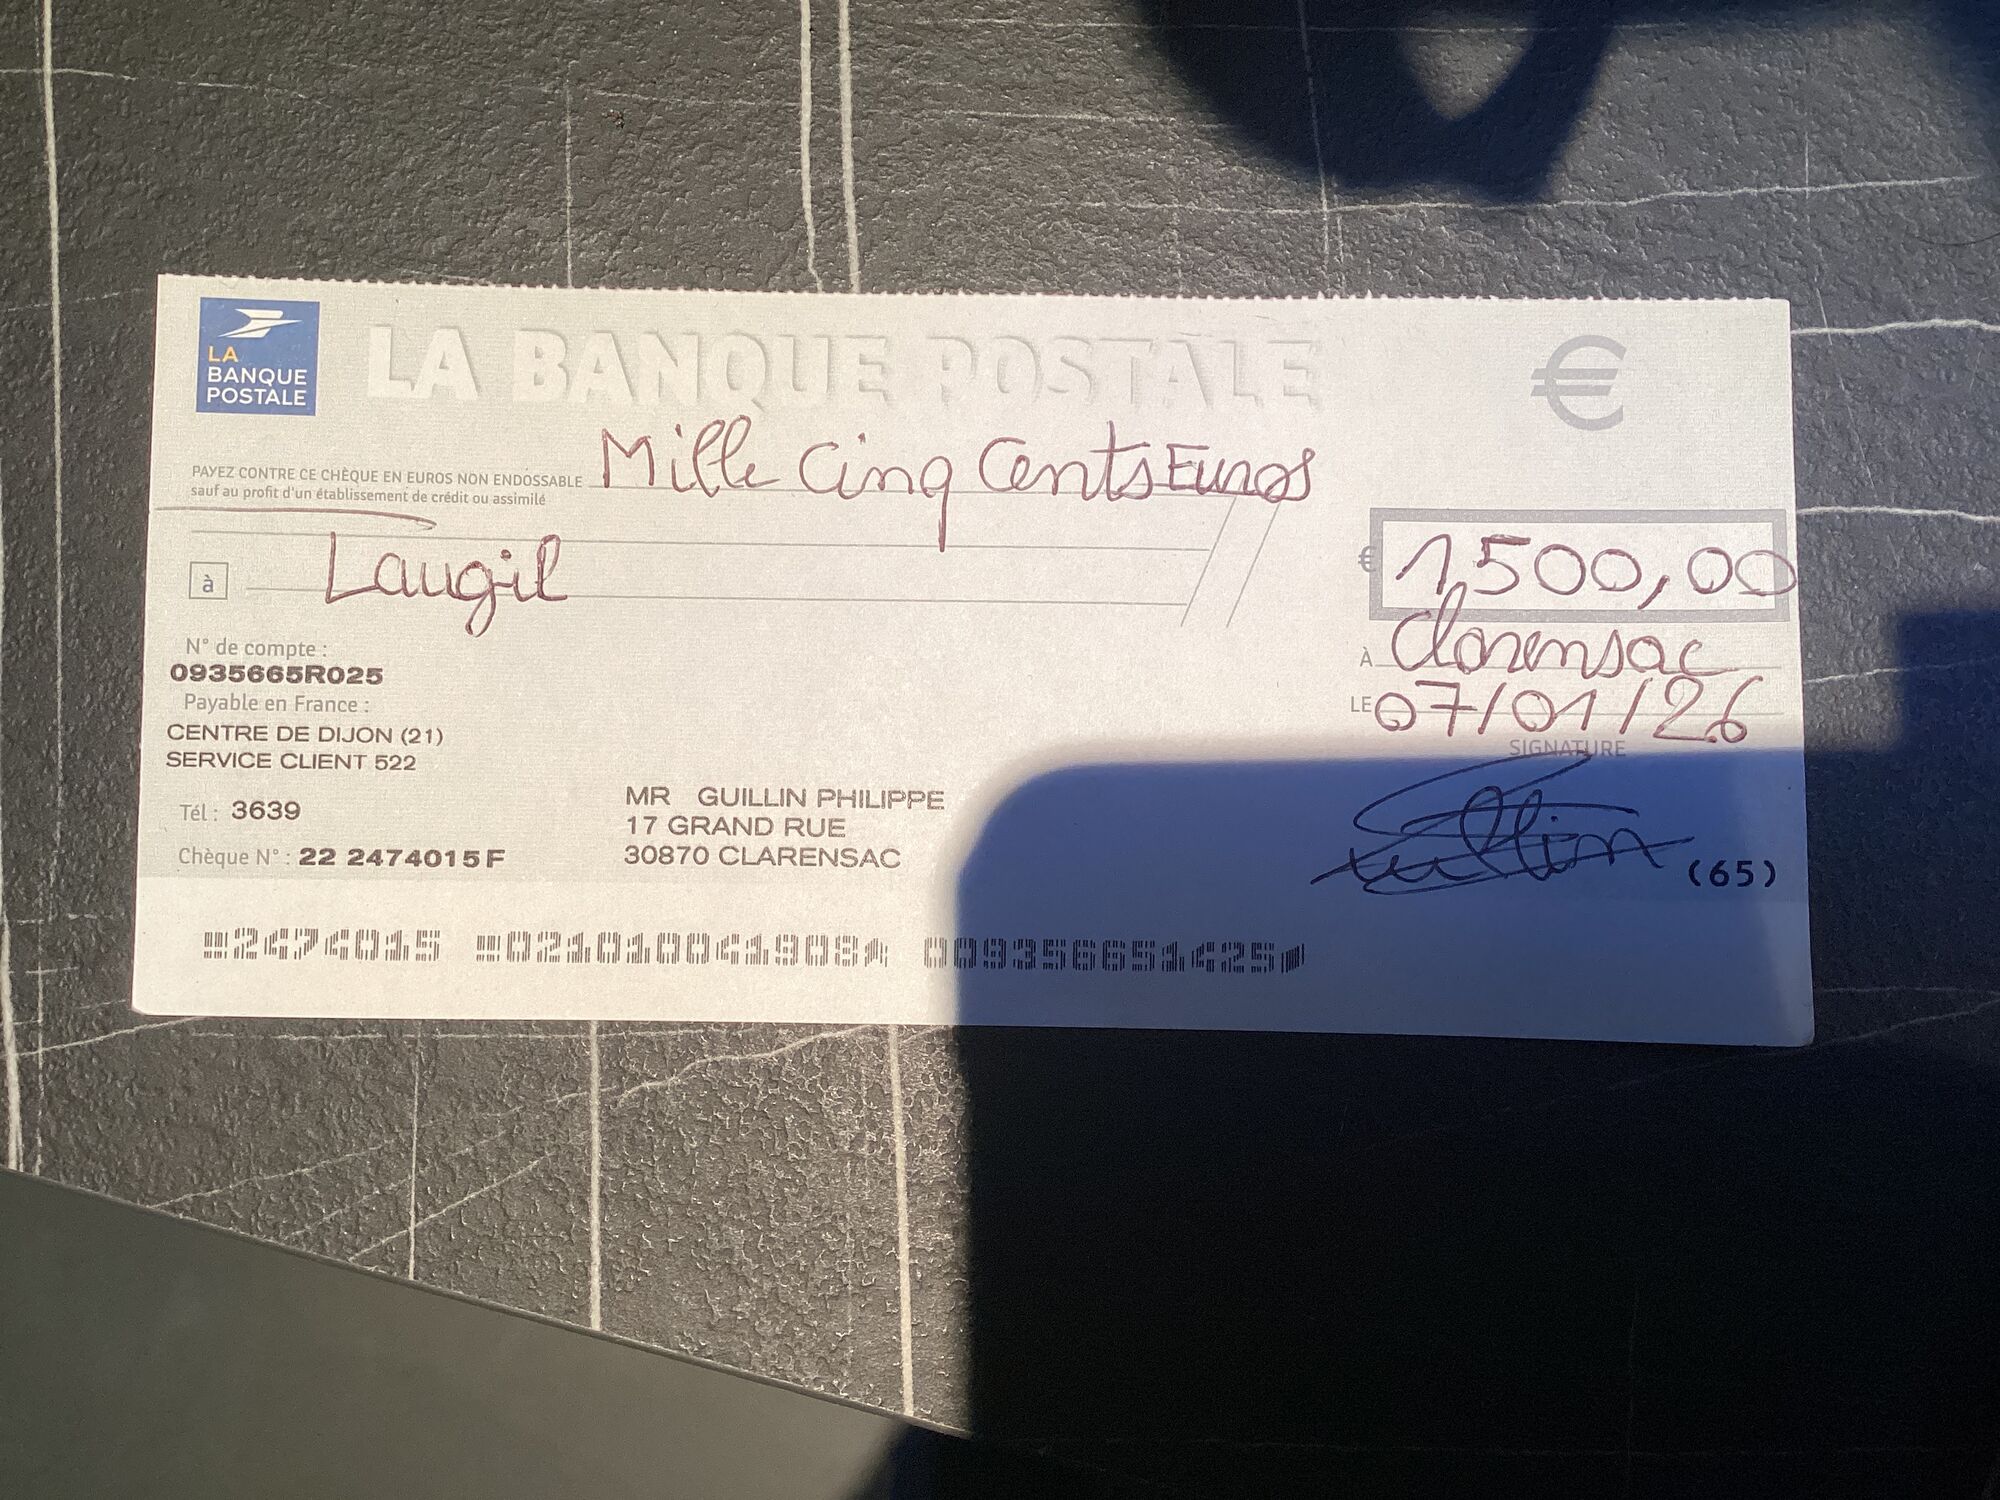 LA
BANQUE
POSTALE
LA BANQUE POSTALE
€
PAYEZ CONTRE CE CHÈQUE EN EUROS NON ENDOSSABLE Mille Cinq Cents Euros
sauf au profit d'un établissement de crédit ou assimilé
à Laugil
€ 1,500,00
À Clarensac
LE 07/01/26
SIGNATURE
N° de compte :
0935665R025
Payable en France :
CENTRE DE DIJON (21)
SERVICE CLIENT 522
Tél : 3639
Chèque N° : 22 2474015 F
MR GUILLIN PHILIPPE
17 GRAND RUE
30870 CLARENSAC
(65)
2474015 021010041908 009356651425